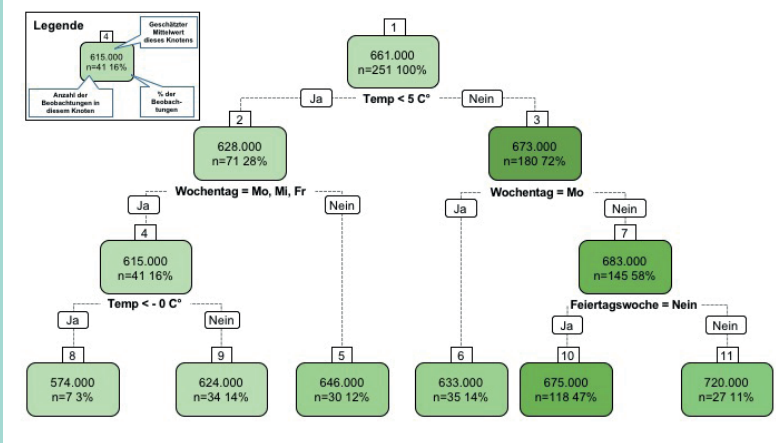 Legende
4
615.000
n=41 16%
Geschätzter
Mittelwert
dieses Knotens
Anzahl der
Beobachtungen in
diesem Knoten
% der
Beobach-
tungen
1
661.000
n=251 100%
Ja
Temp < 5 C°
Nein
2
628.000
n=71 28%
3
673.000
n=180 72%
Wochentag = Mo, Mi, Fr
Ja
Nein
Wochentag = Mo
Ja
Nein
4
615.000
n=41 16%
7
683.000
n=145 58%
Temp < - 0 C°
Ja
Nein
Feiertagswoche = Nein
Ja
Nein
8
574.000
n=7 3%
9
624.000
n=34 14%
5
646.000
n=30 12%
6
633.000
n=35 14%
10
675.000
n=118 47%
11
720.000
n=27 11%